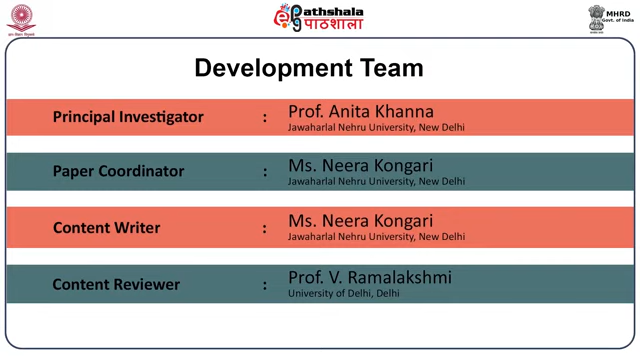 ePathshala
पाठशाला
MHRD
Govt. of India
Development Team
Principal Investigator : Prof. Anita Khanna
Jawaharlal Nehru University, New Delhi
Paper Coordinator : Ms. Neera Kongari
Jawaharlal Nehru University, New Delhi
Content Writer : Ms. Neera Kongari
Jawaharlal Nehru University, New Delhi
Content Reviewer : Prof. V. Ramalakshmi
University of Delhi, Delhi